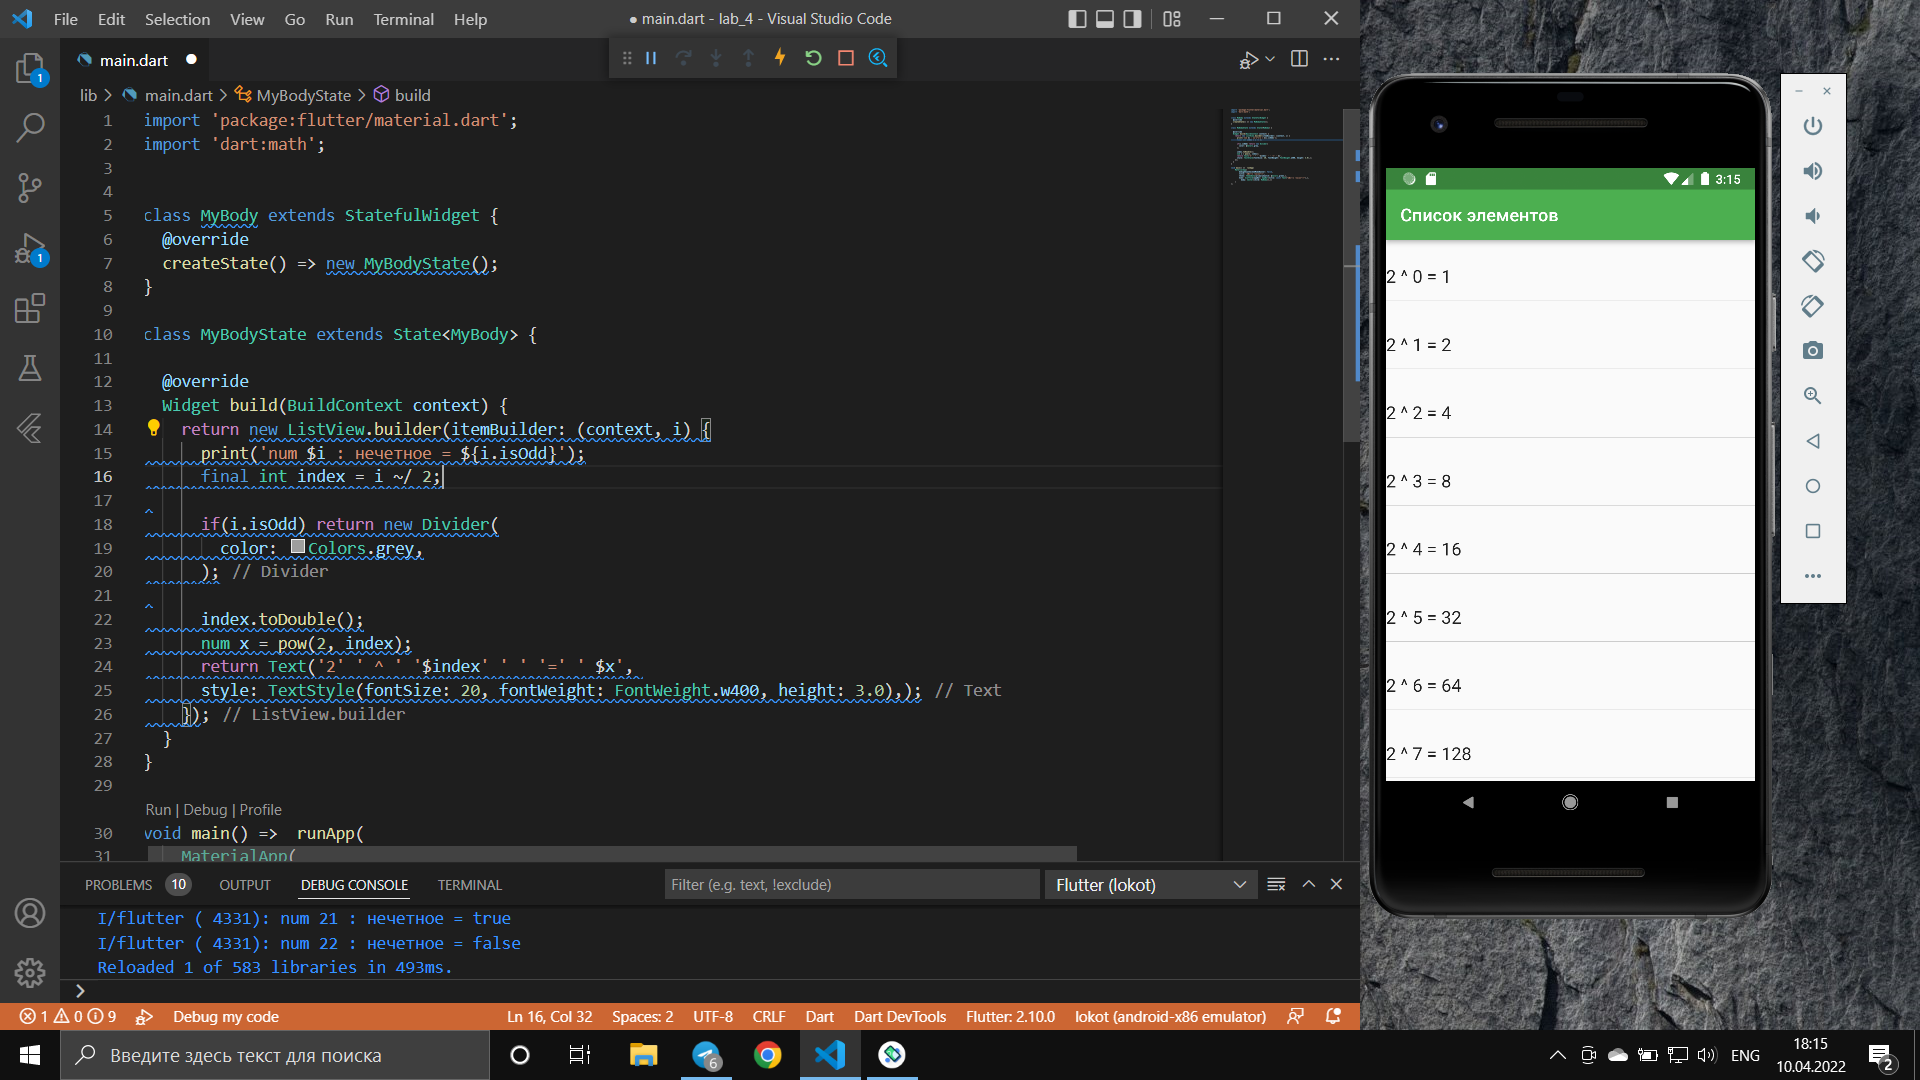 File Edit Selection View Go Run Terminal Help
● main.dart - lab_4 - Visual Studio Code
main.dart
lib > main.dart > MyBodyState > build
1 import 'package:flutter/material.dart';
2 import 'dart:math';
3
4
5 class MyBody extends StatefulWidget {
6 @override
7 createState() => new MyBodyState();
8 }
9
10 class MyBodyState extends State<MyBody> {
11
12 @override
13 Widget build(BuildContext context) {
14 return new ListView.builder(itemBuilder: (context, i) {
15 print('num $i : нечетное = ${i.isOdd}');
16 final int index = i ~/ 2;
17
18 if(i.isOdd) return new Divider(
19 color: Colors.grey,
20 ); // Divider
21
22 index.toDouble();
23 num x = pow(2, index);
24 return Text('2' ' ^ ' '$index' ' ' '=' ' $x',
25 style: TextStyle(fontSize: 20, fontWeight: FontWeight.w400, height: 3.0),); // Text
26 }); // ListView.builder
27 }
28 }
29
Run | Debug | Profile
30 void main() => runApp(
31 MaterialApp(
PROBLEMS 10 OUTPUT DEBUG CONSOLE TERMINAL
Filter (e.g. text, !exclude)
Flutter (lokot)
I/flutter ( 4331): num 21 : нечетное = true
I/flutter ( 4331): num 22 : нечетное = false
Reloaded 1 of 583 libraries in 493ms.
>
1 0 9 Debug my code
Ln 16, Col 32 Spaces: 2 UTF-8 CRLF Dart Dart DevTools Flutter: 2.10.0 lokot (android-x86 emulator)
1
1
3:15
Список элементов
2 ^ 0 = 1
2 ^ 1 = 2
2 ^ 2 = 4
2 ^ 3 = 8
2 ^ 4 = 16
2 ^ 5 = 32
2 ^ 6 = 64
2 ^ 7 = 128
Введите здесь текст для поиска
6
ENG
18:15
10.04.2022
2